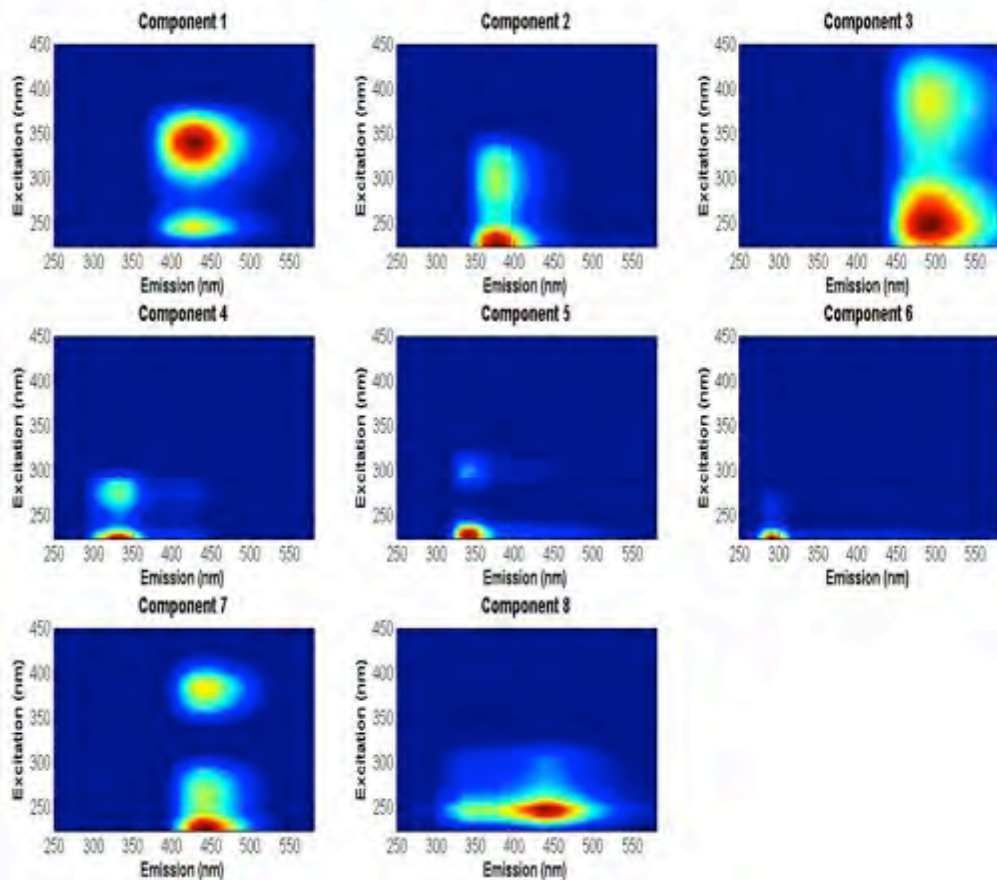 Component 1
Component 2
Component 3
450
400
350
300
250
Excitation (nm)
250 300 350 400 450 500 550
Emission (nm)
450
400
350
300
250
Excitation (nm)
250 300 350 400 450 500 550
Emission (nm)
450
400
350
300
250
Excitation (nm)
250 300 350 400 450 500 550
Emission (nm)
Component 4
Component 5
Component 6
450
400
350
300
250
Excitation (nm)
250 300 350 400 450 500 550
Emission (nm)
450
400
350
300
250
Excitation (nm)
250 300 350 400 450 500 550
Emission (nm)
450
400
350
300
250
Excitation (nm)
250 300 350 400 450 500 550
Emission (nm)
Component 7
Component 8
450
400
350
300
250
Excitation (nm)
250 300 350 400 450 500 550
Emission (nm)
450
400
350
300
250
Excitation (nm)
250 300 350 400 450 500 550
Emission (nm)